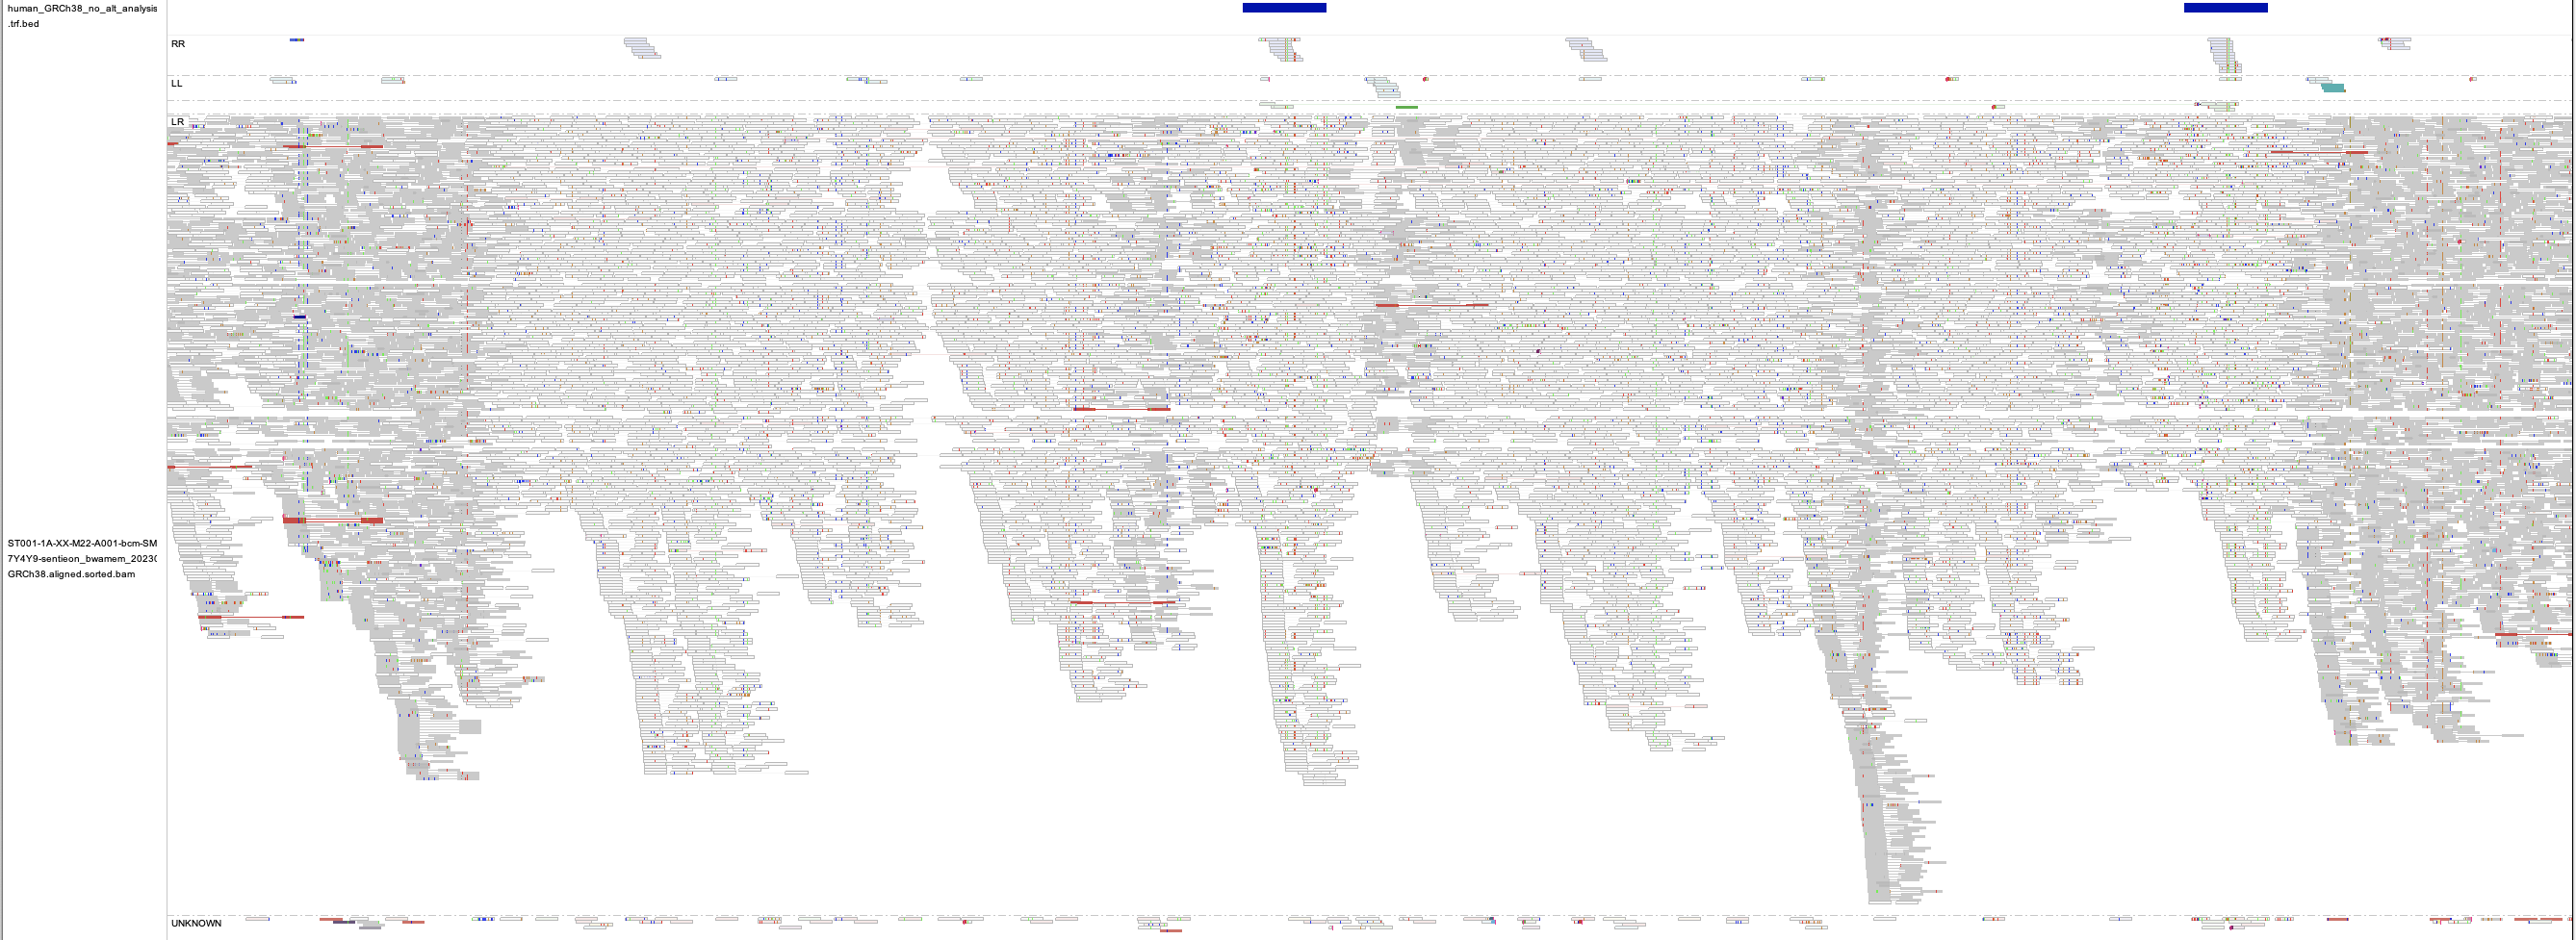 human_GRCh38_no_alt_analysis
.trf.bed
RR
LL
LR
ST001-1A-XX-M22-A001-bcm-SM
7Y4Y9-sentieon_bwamem_2023(
GRCh38.aligned.sorted.bam
UNKNOWN